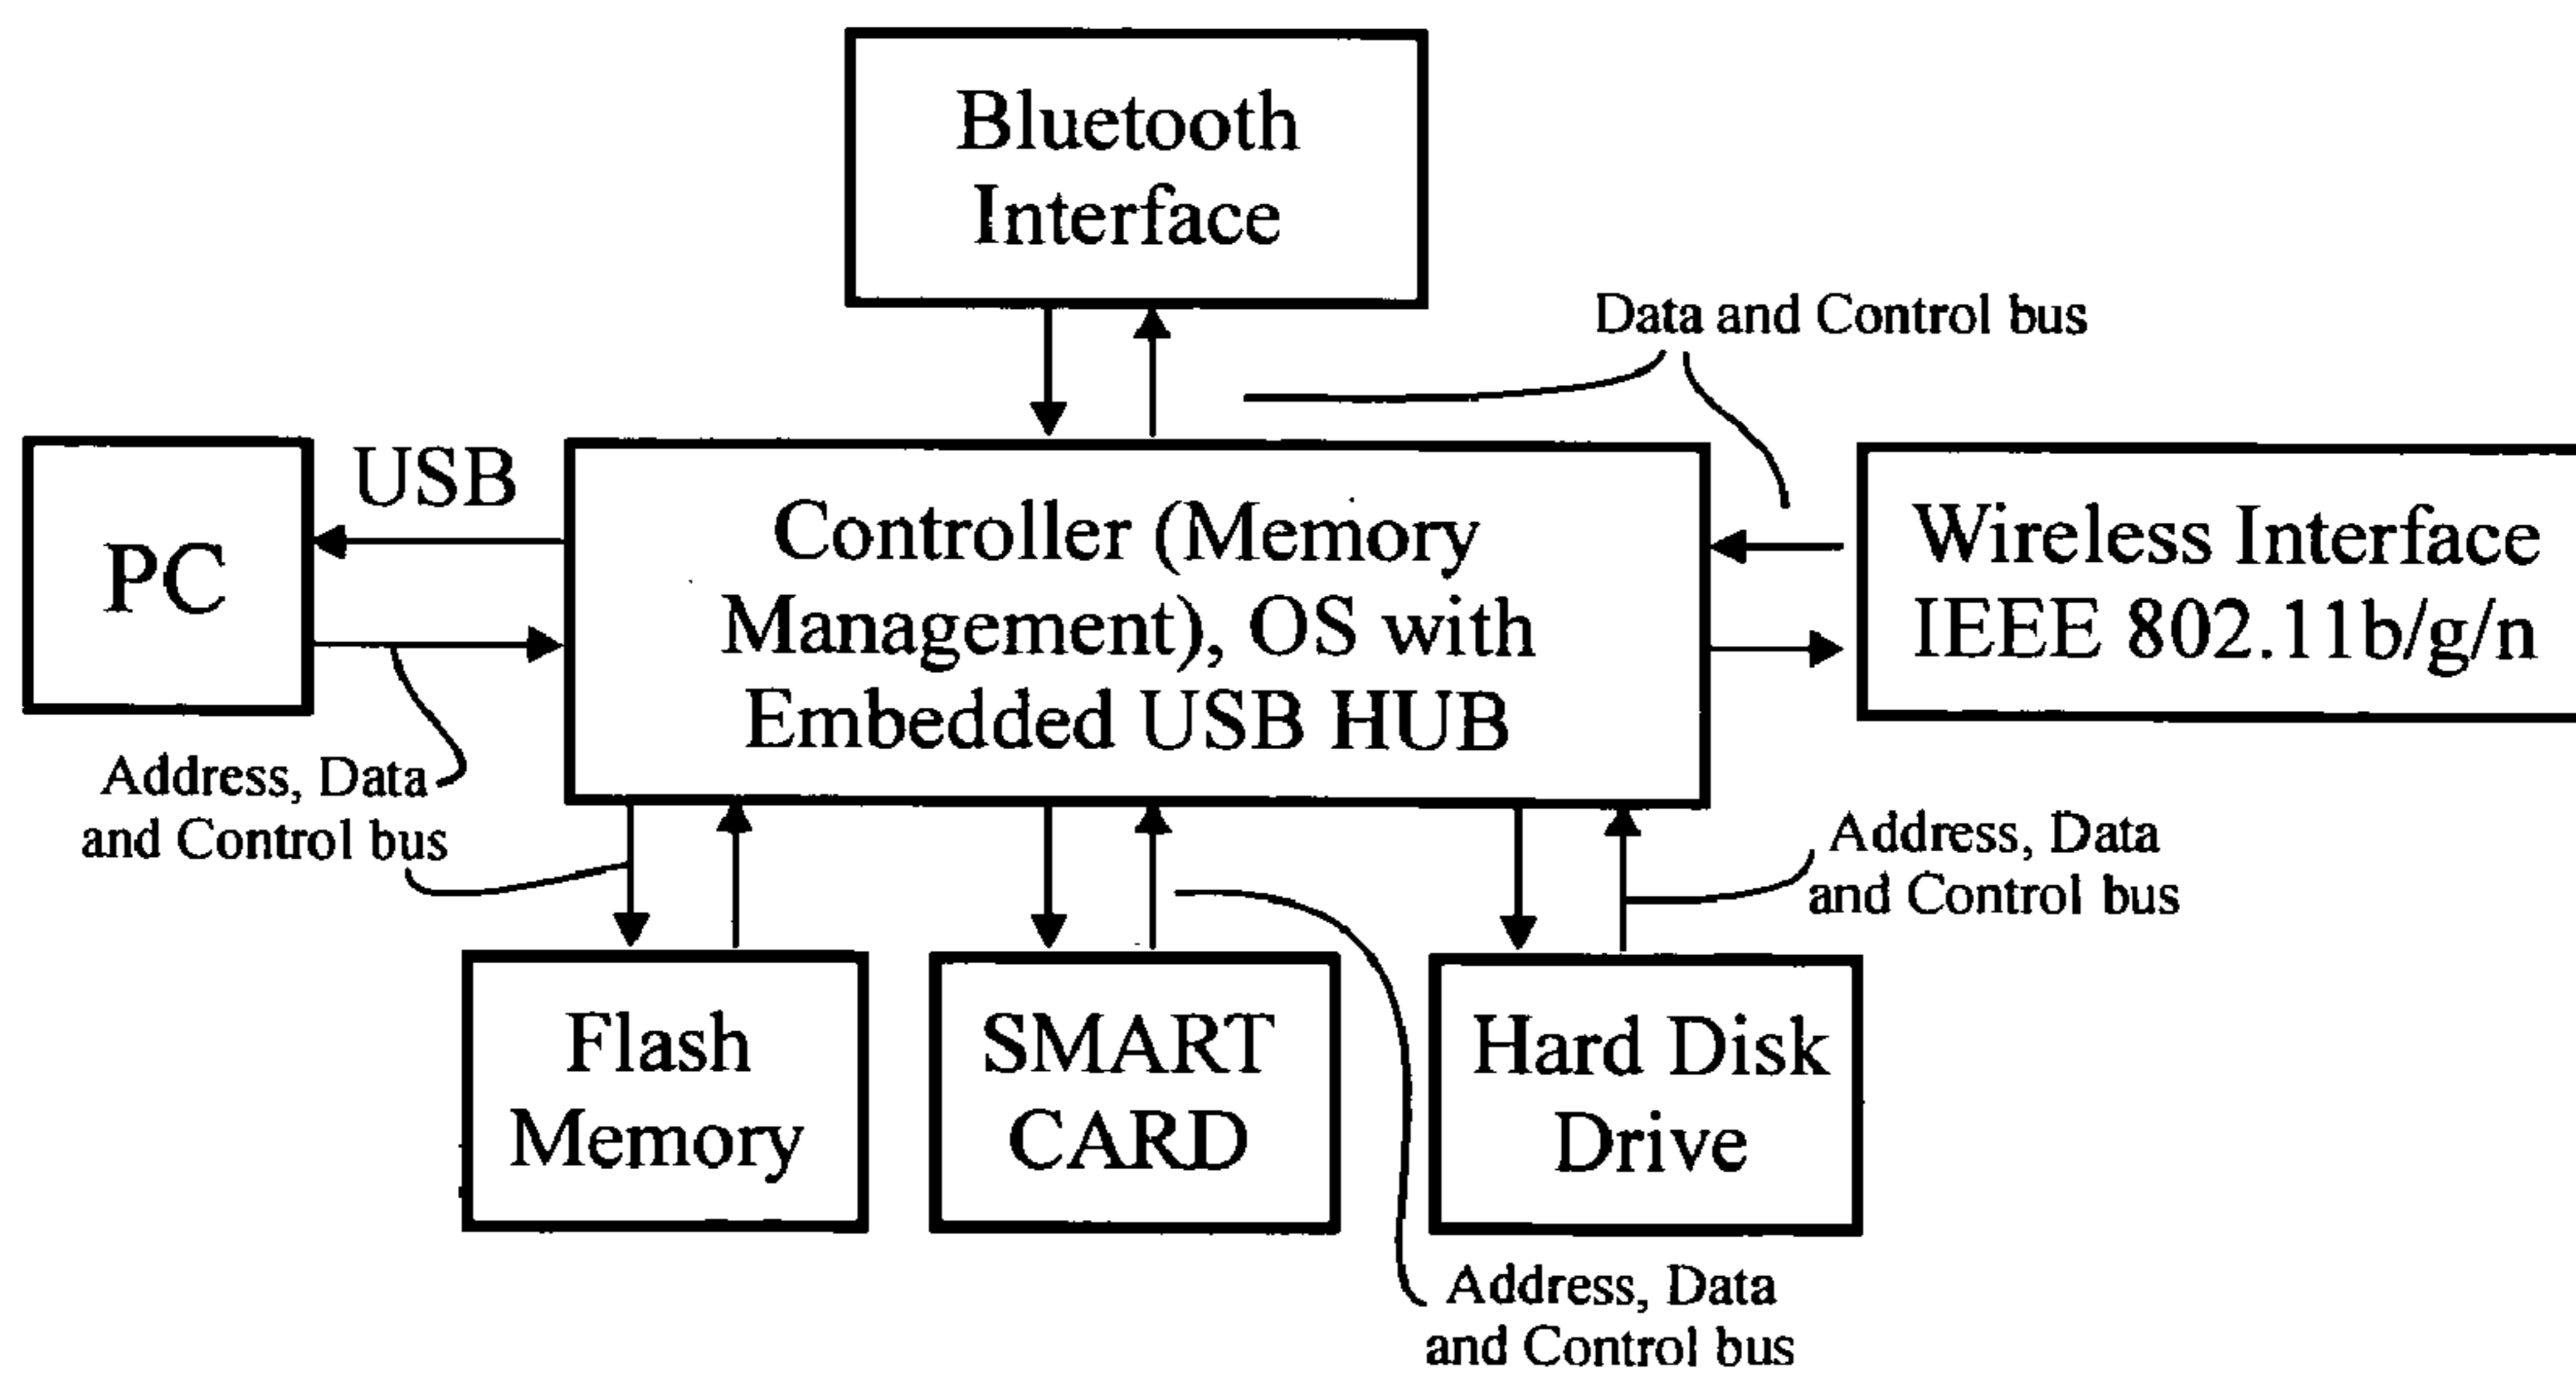 Bluetooth
Interface
Data and Control bus
USB
PC
Controller (Memory
Management), OS with
Embedded USB HUB
Wireless Interface
IEEE 802.11b/g/n
Address, Data
and Control bus
Address, Data
and Control bus
Flash
Memory
SMART
CARD
Hard Disk
Drive
Address, Data
and Control bus